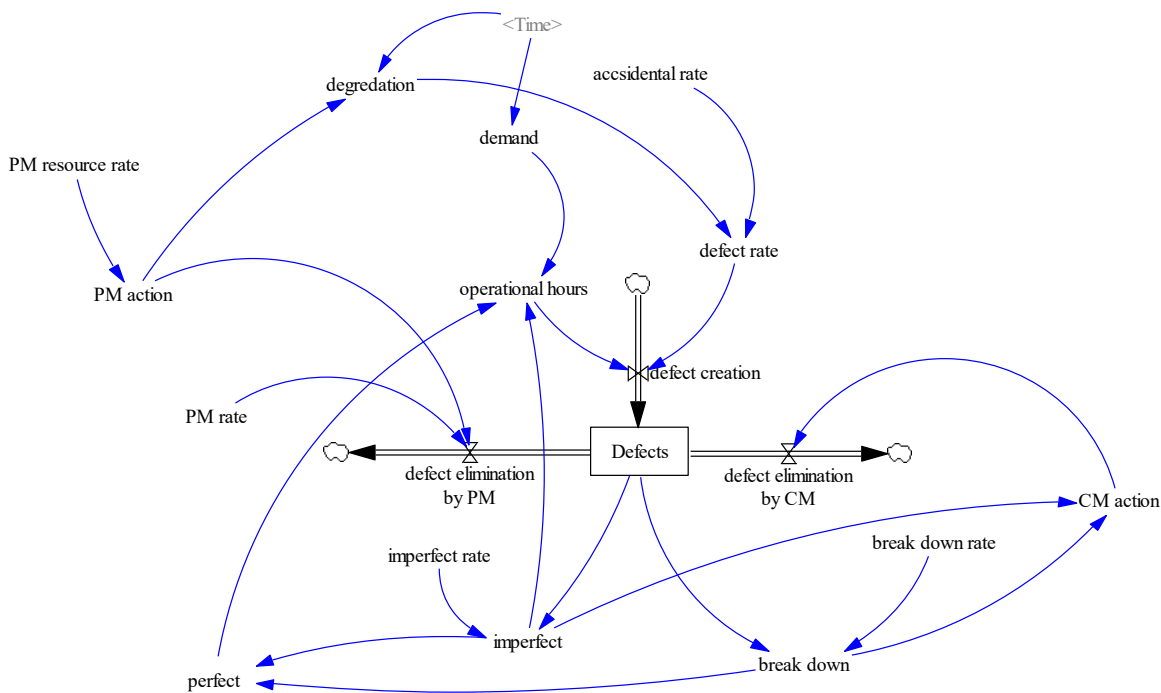 <Time>
degredation
accsidental rate
demand
PM resource rate
defect rate
PM action
operational hours
defect creation
PM rate
Defects
defect elimination
by PM
defect elimination
by CM
CM action
imperfect rate
break down rate
imperfect
break down
perfect